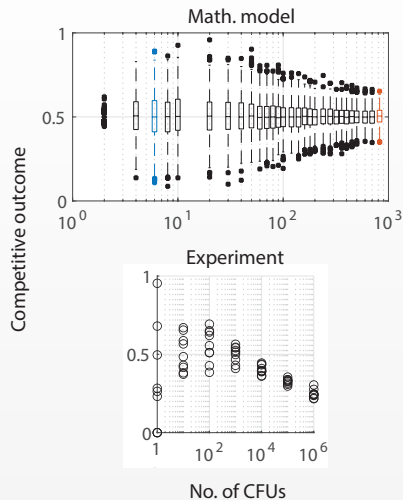 Math. model
1
0.5
0
10^0 10^1 10^2 10^3
Competitive outcome
Experiment
1
0.5
0
1 10^2 10^4 10^6
No. of CFUs